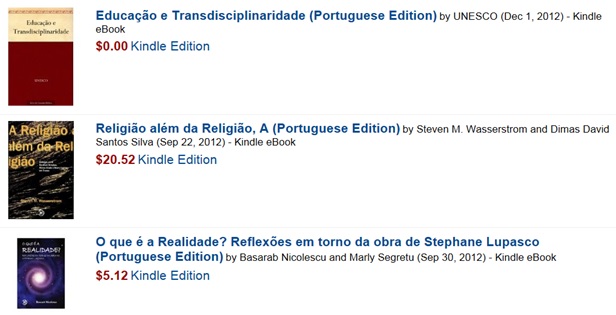 Educação e
Transdisciplinaridade
Educação e Transdisciplinaridade (Portuguese Edition) by UNESCO (Dec 1, 2012) - Kindle
eBook
$0.00 Kindle Edition
A Religião
além da Reli
gião
Religião além da Religião, A (Portuguese Edition) by Steven M. Wasserstrom and Dimas David
Santos Silva (Sep 22, 2012) - Kindle eBook
$20.52 Kindle Edition
O QUE É A
REALIDADE?
O que é a Realidade? Reflexões em torno da obra de Stephane Lupasco
(Portuguese Edition) by Basarab Nicolescu and Marly Segretu (Sep 30, 2012) - Kindle eBook
$5.12 Kindle Edition